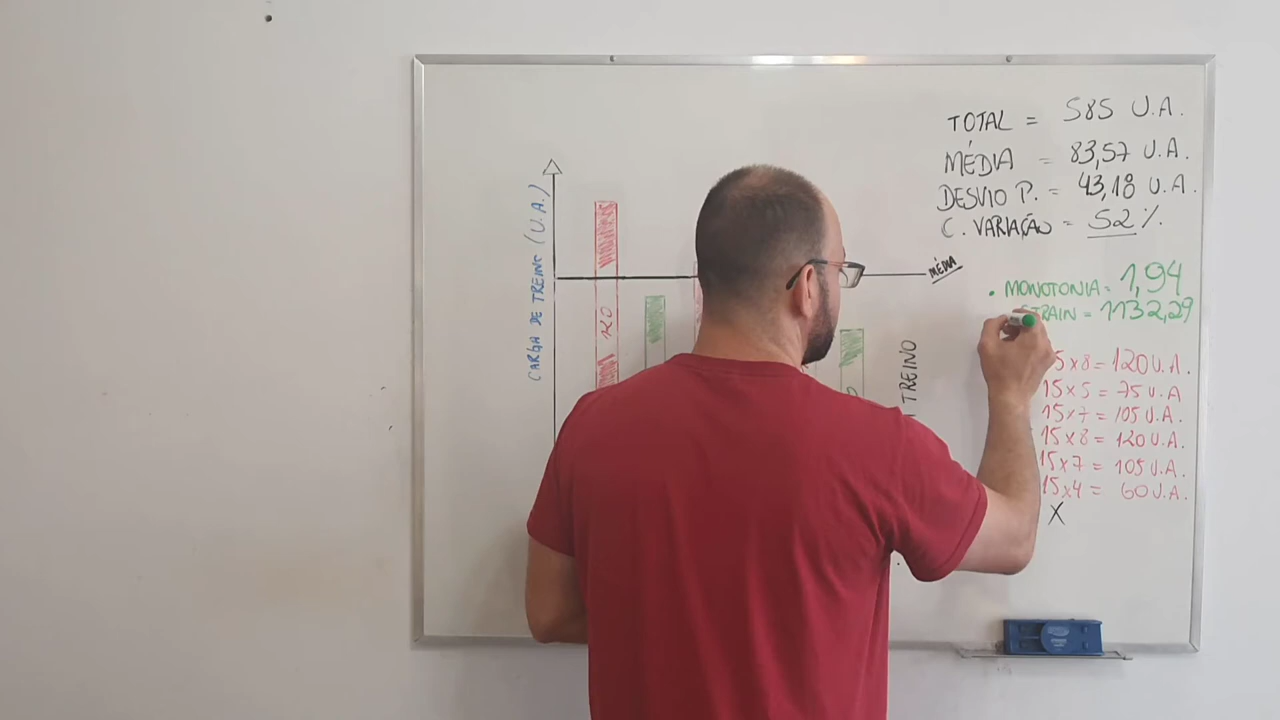 TOTAL = 585 U.A.
MÉDIA = 83,57 U.A.
DESVIO P. = 43,18 U.A.
C. VARIAÇÃO = 52%.
CARGA DE TREINO (U.A.)
120
MÉDIA
TREINO
• MONOTONIA = 1,94
STRAIN = 1132,29
15x8 = 120 U.A.
15x5 = 75 U.A
15x7 = 105 U.A.
15x8 = 120 U.A.
15x7 = 105 U.A.
15x4 = 60 U.A.
X